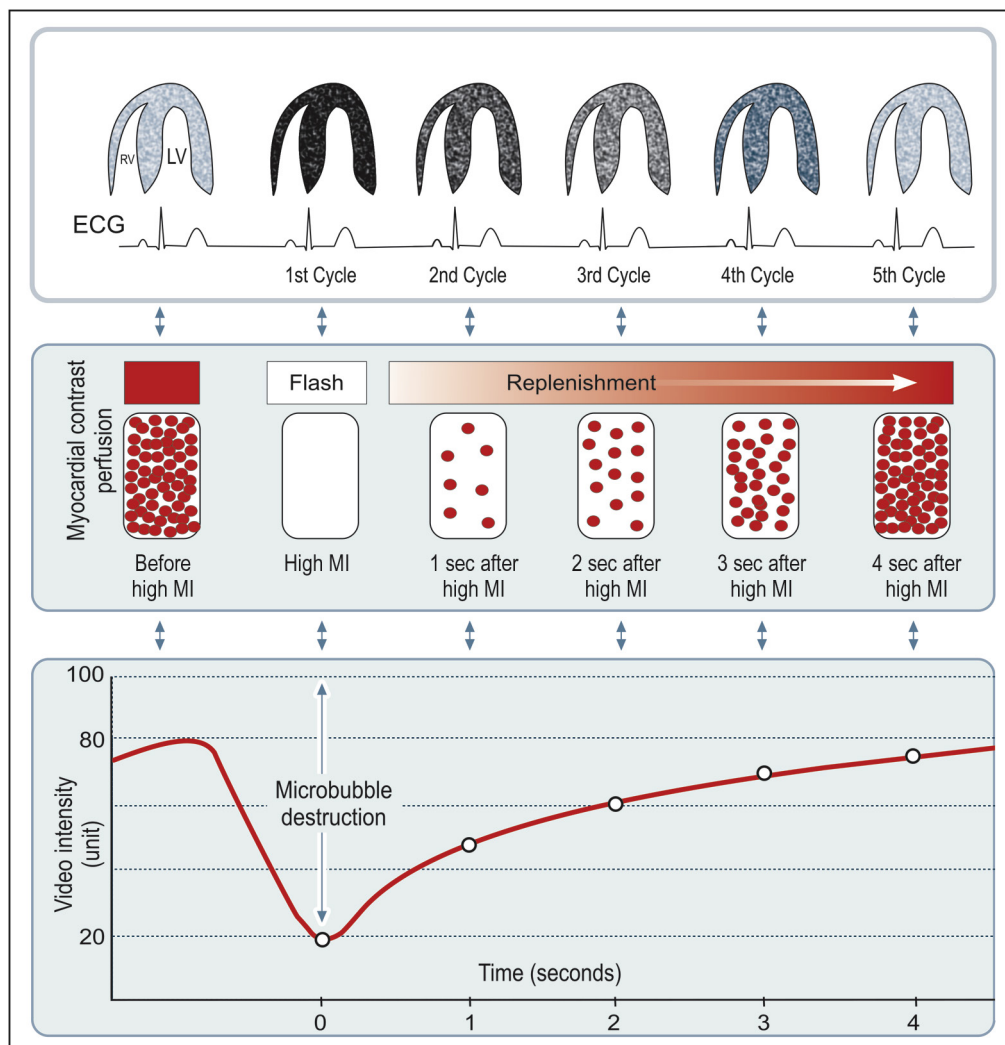 RV
LV
ECG
1st Cycle
2nd Cycle
3rd Cycle
4th Cycle
5th Cycle
Myocardial contrast
perfusion
Flash
Replenishment
Before
high MI
High MI
1 sec after
high MI
2 sec after
high MI
3 sec after
high MI
4 sec after
high MI
Video intensity
(unit)
100
80
20
Microbubble
destruction
Time (seconds)
0
1
2
3
4